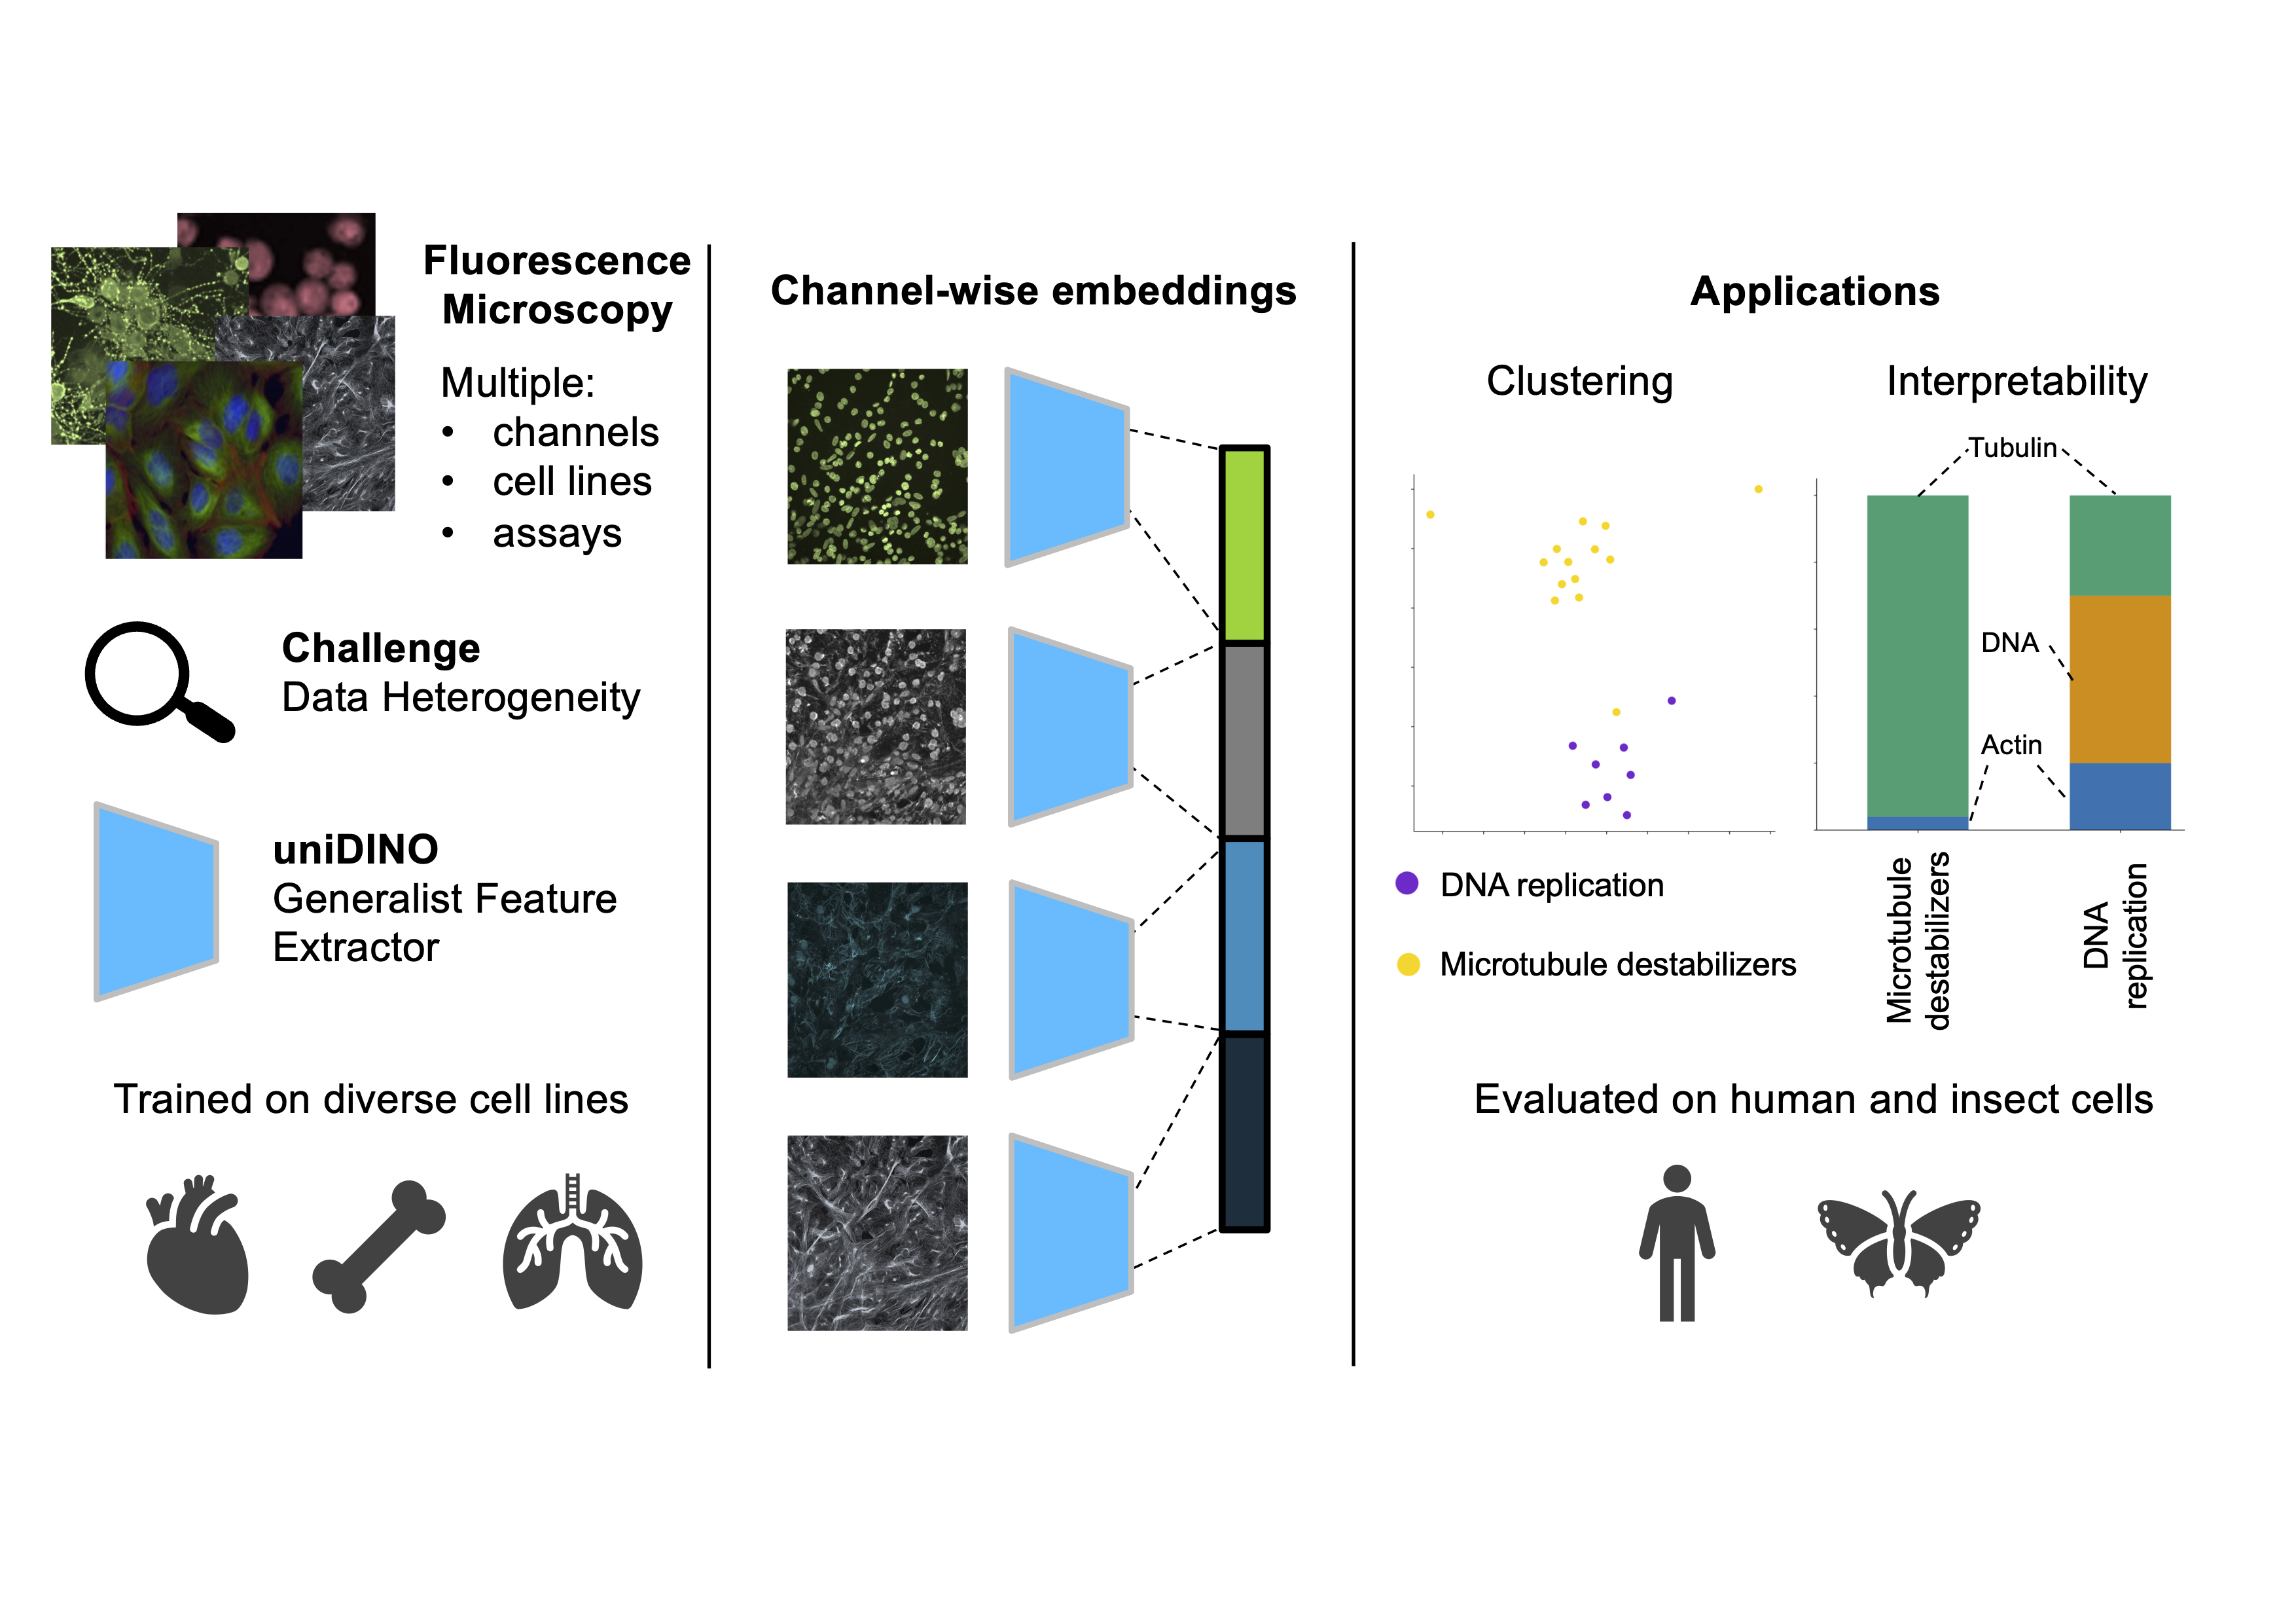 Fluorescence
Microscopy
Multiple:
• channels
• cell lines
• assays
Challenge
Data Heterogeneity
uniDINO
Generalist Feature
Extractor
Trained on diverse cell lines
Channel-wise embeddings
Applications
Clustering
Interpretability
Tubulin
DNA
Actin
DNA replication
Microtubule destabilizers
Microtubule
destabilizers
DNA
replication
Evaluated on human and insect cells